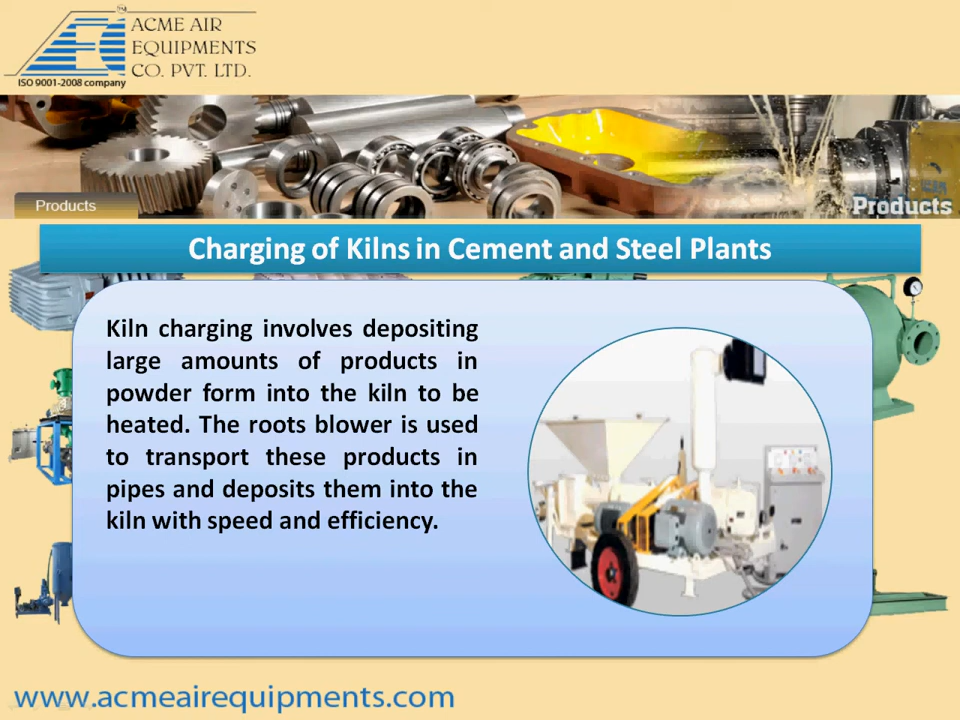 ACME AIR
EQUIPMENTS
CO. PVT. LTD.
ISO 9001-2008 company
Products
Products
Charging of Kilns in Cement and Steel Plants
Kiln charging involves depositing
large amounts of products in
powder form into the kiln to be
heated. The roots blower is used
to transport these products in
pipes and deposits them into the
kiln with speed and efficiency.
www.acmeairequipments.com